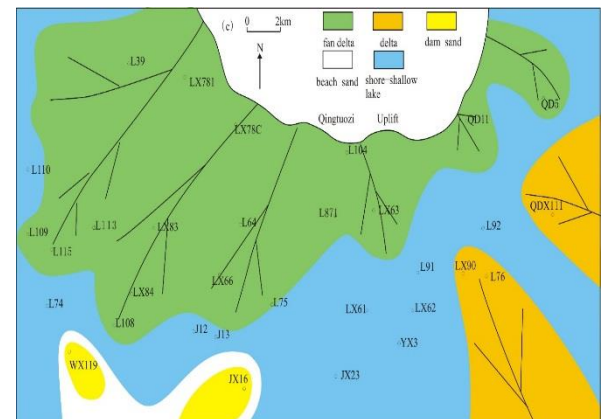 (c) 0 2km
fan delta delta dam sand
N
beach sand shore-shallow lake
Qingtuozi Uplift
L39
LX781
QD5
LX78C
QD11
L104
L110
QDX111
L871
LX63
L109
L113
LX83
L64
L92
L115
L91
LX90
L76
LX66
LX84
L74
L75
LX61
LX62
L108
J12
J13
YX3
WX119
JX23
JX16